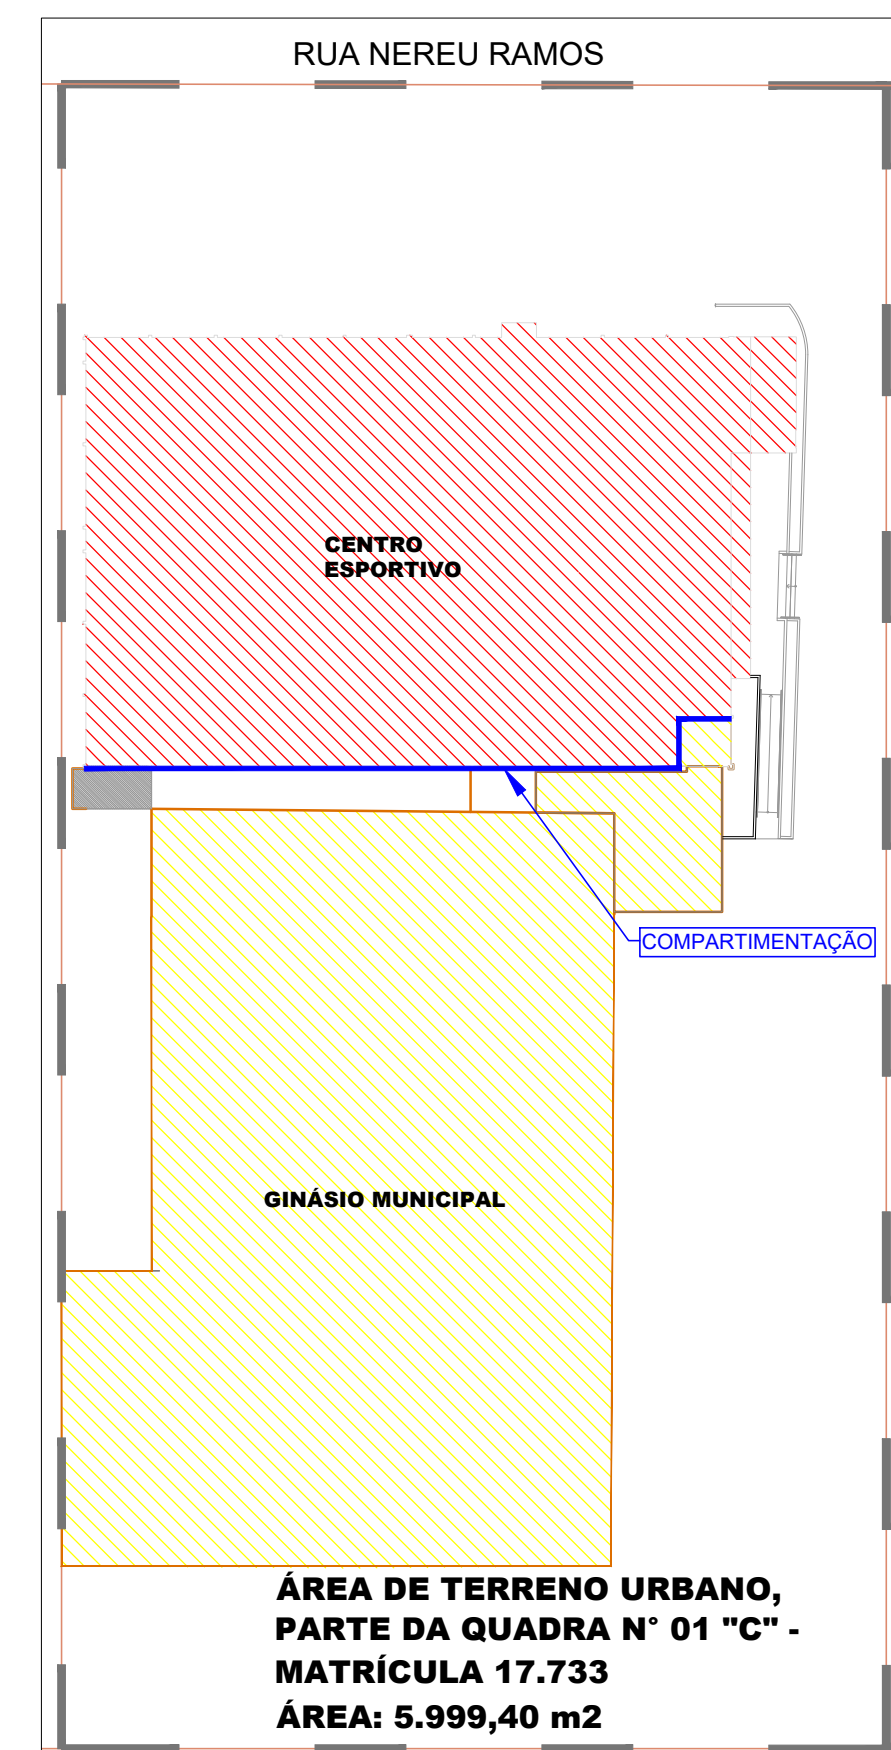 RUA NEREU RAMOS
CENTRO
ESPORTIVO
COMPARTIMENTAÇÃO
GINÁSIO MUNICIPAL
ÁREA DE TERRENO URBANO,
PARTE DA QUADRA N° 01 "C" -
MATRÍCULA 17.733
ÁREA: 5.999,40 m2